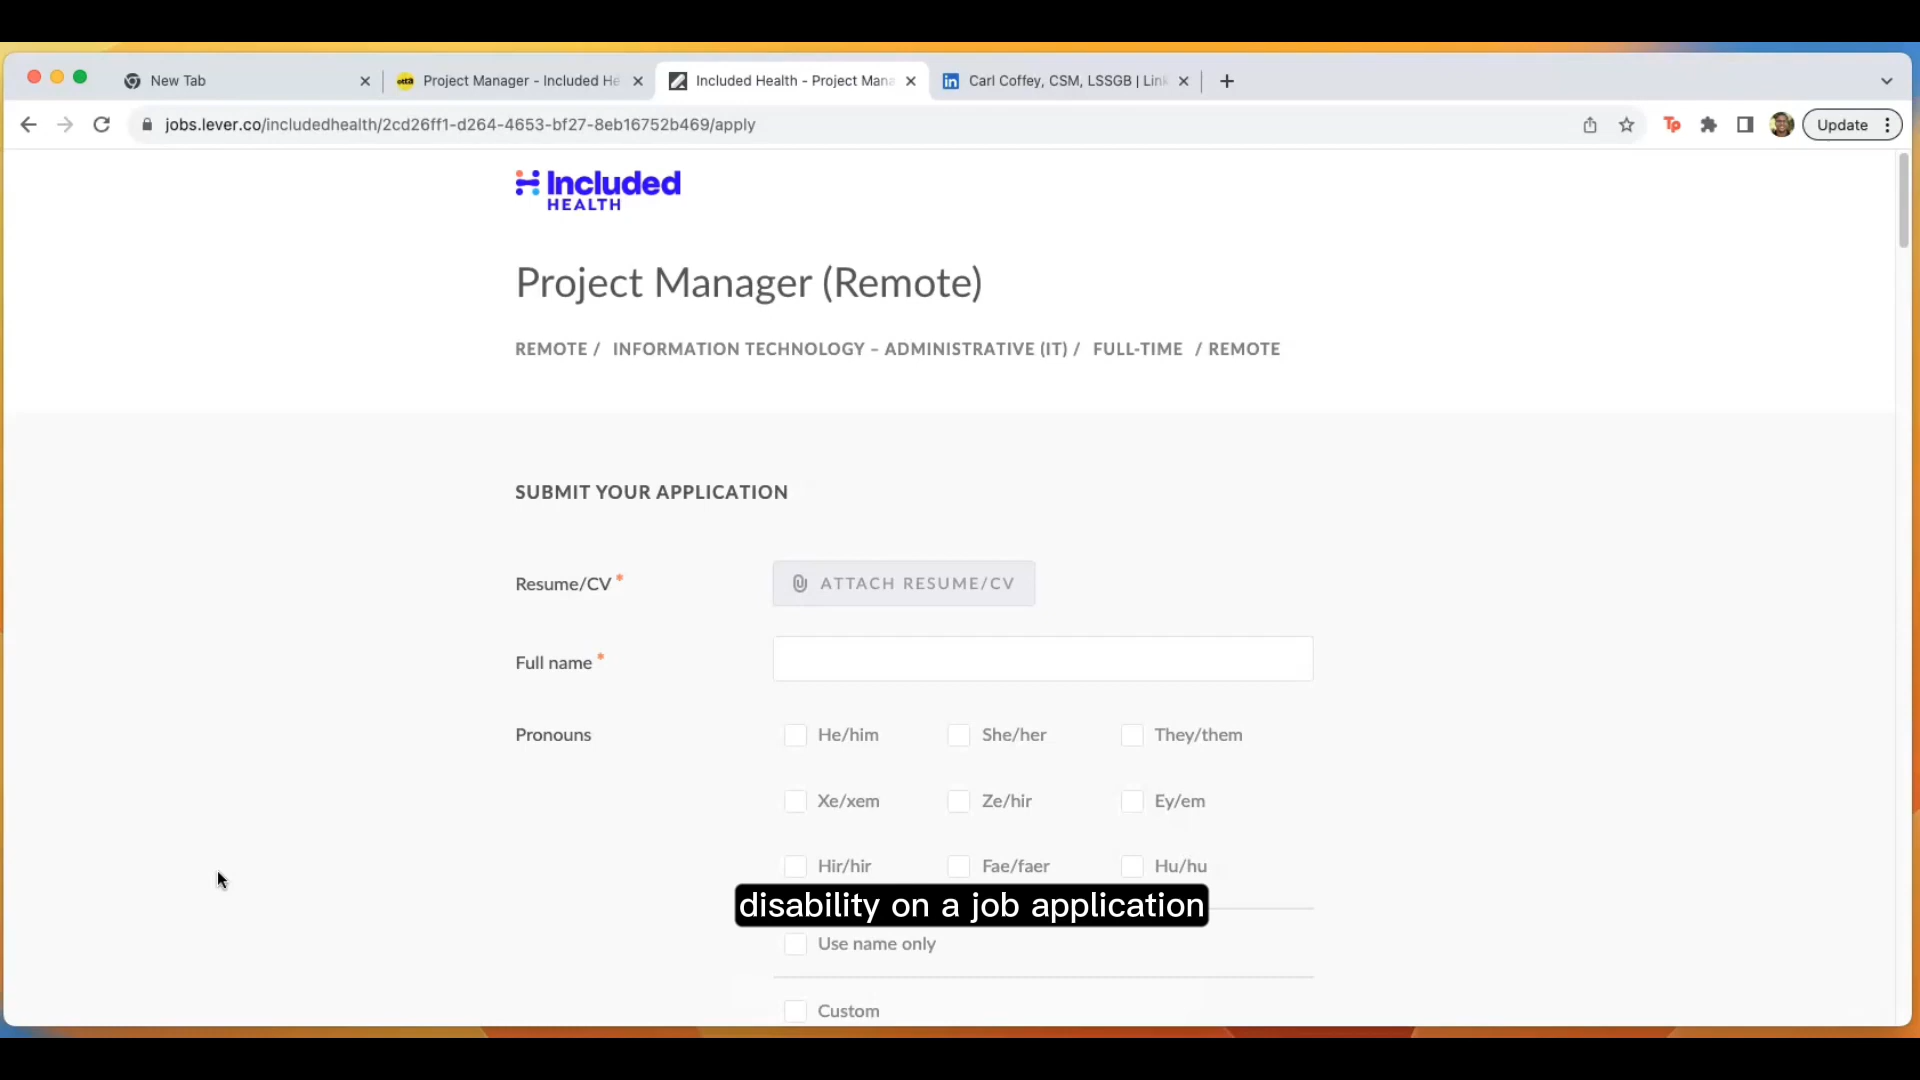 New Tab
otta Project Manager - Included He
Included Health - Project Mana
in Carl Coffey, CSM, LSSGB | Link
jobs.lever.co/includedhealth/2cd26ff1-d264-4653-bf27-8eb16752b469/apply
Tp
Update
Included
HEALTH
Project Manager (Remote)
REMOTE / INFORMATION TECHNOLOGY – ADMINISTRATIVE (IT) / FULL-TIME / REMOTE
SUBMIT YOUR APPLICATION
Resume/CV *
ATTACH RESUME/CV
Full name *
Pronouns
He/him She/her They/them
Xe/xem Ze/hir Ey/em
Hir/hir Fae/faer Hu/hu
disability on a job application
Use name only
Custom